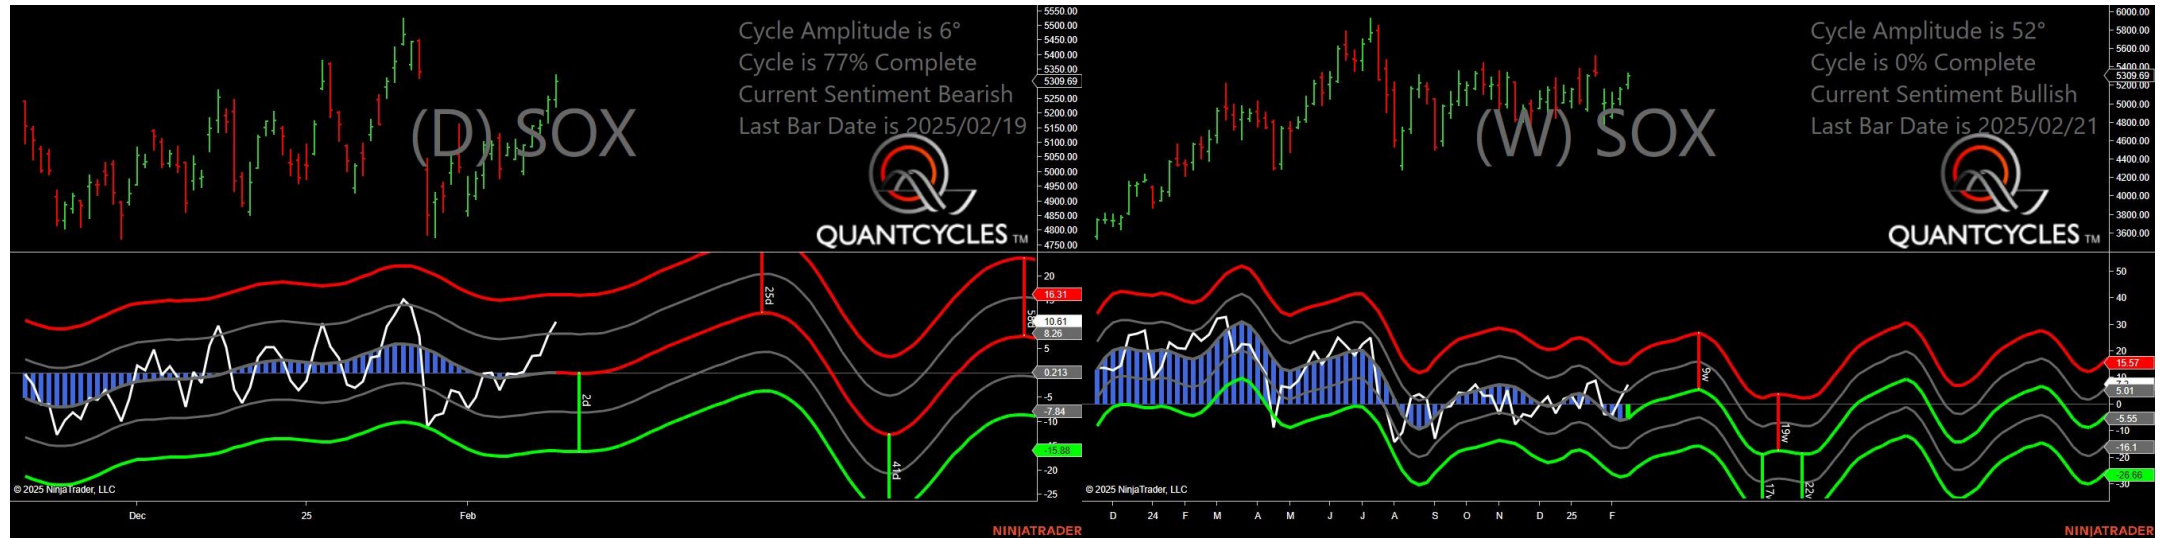 Cycle Amplitude is 6°
Cycle is 77% Complete
Current Sentiment Bearish
Last Bar Date is 2025/02/19
(D) SOX
QUANTCYCLES TM
5550.00
5500.00
5450.00
5400.00
5350.00
5309.69
5250.00
5200.00
5150.00
5100.00
5050.00
5000.00
4950.00
4900.00
4850.00
4800.00
4750.00
20
16.31
10.61
8.26
5
0.213
-5
-7.84
-10
-15.88
-20
-25
25d
58d
2d
41d
© 2025 NinjaTrader, LLC
Dec
25
Feb
NINJATRADER
Cycle Amplitude is 52°
Cycle is 0% Complete
Current Sentiment Bullish
Last Bar Date is 2025/02/21
(W) SOX
QUANTCYCLES TM
6000.00
5800.00
5600.00
5400.00
5309.69
5200.00
5000.00
4800.00
4600.00
4400.00
4200.00
4000.00
3800.00
3600.00
50
40
30
20
15.57
5.01
0
-5.55
-10
-16.1
-20
-26.66
-30
9w
19w
22w
© 2025 NinjaTrader, LLC
D
24
F
M
A
M
J
J
A
S
O
N
D
25
F
NINJATRADER